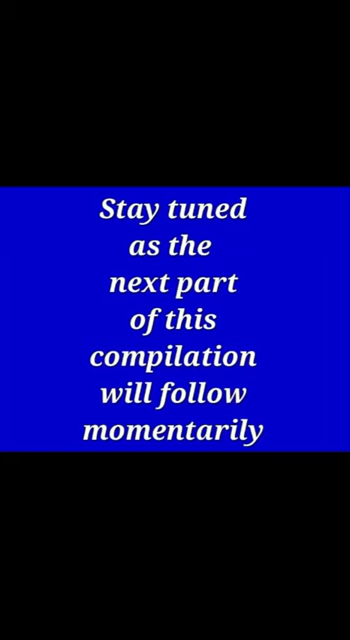 Stay tuned
as the
next part
of this
compilation
will follow
momentarily